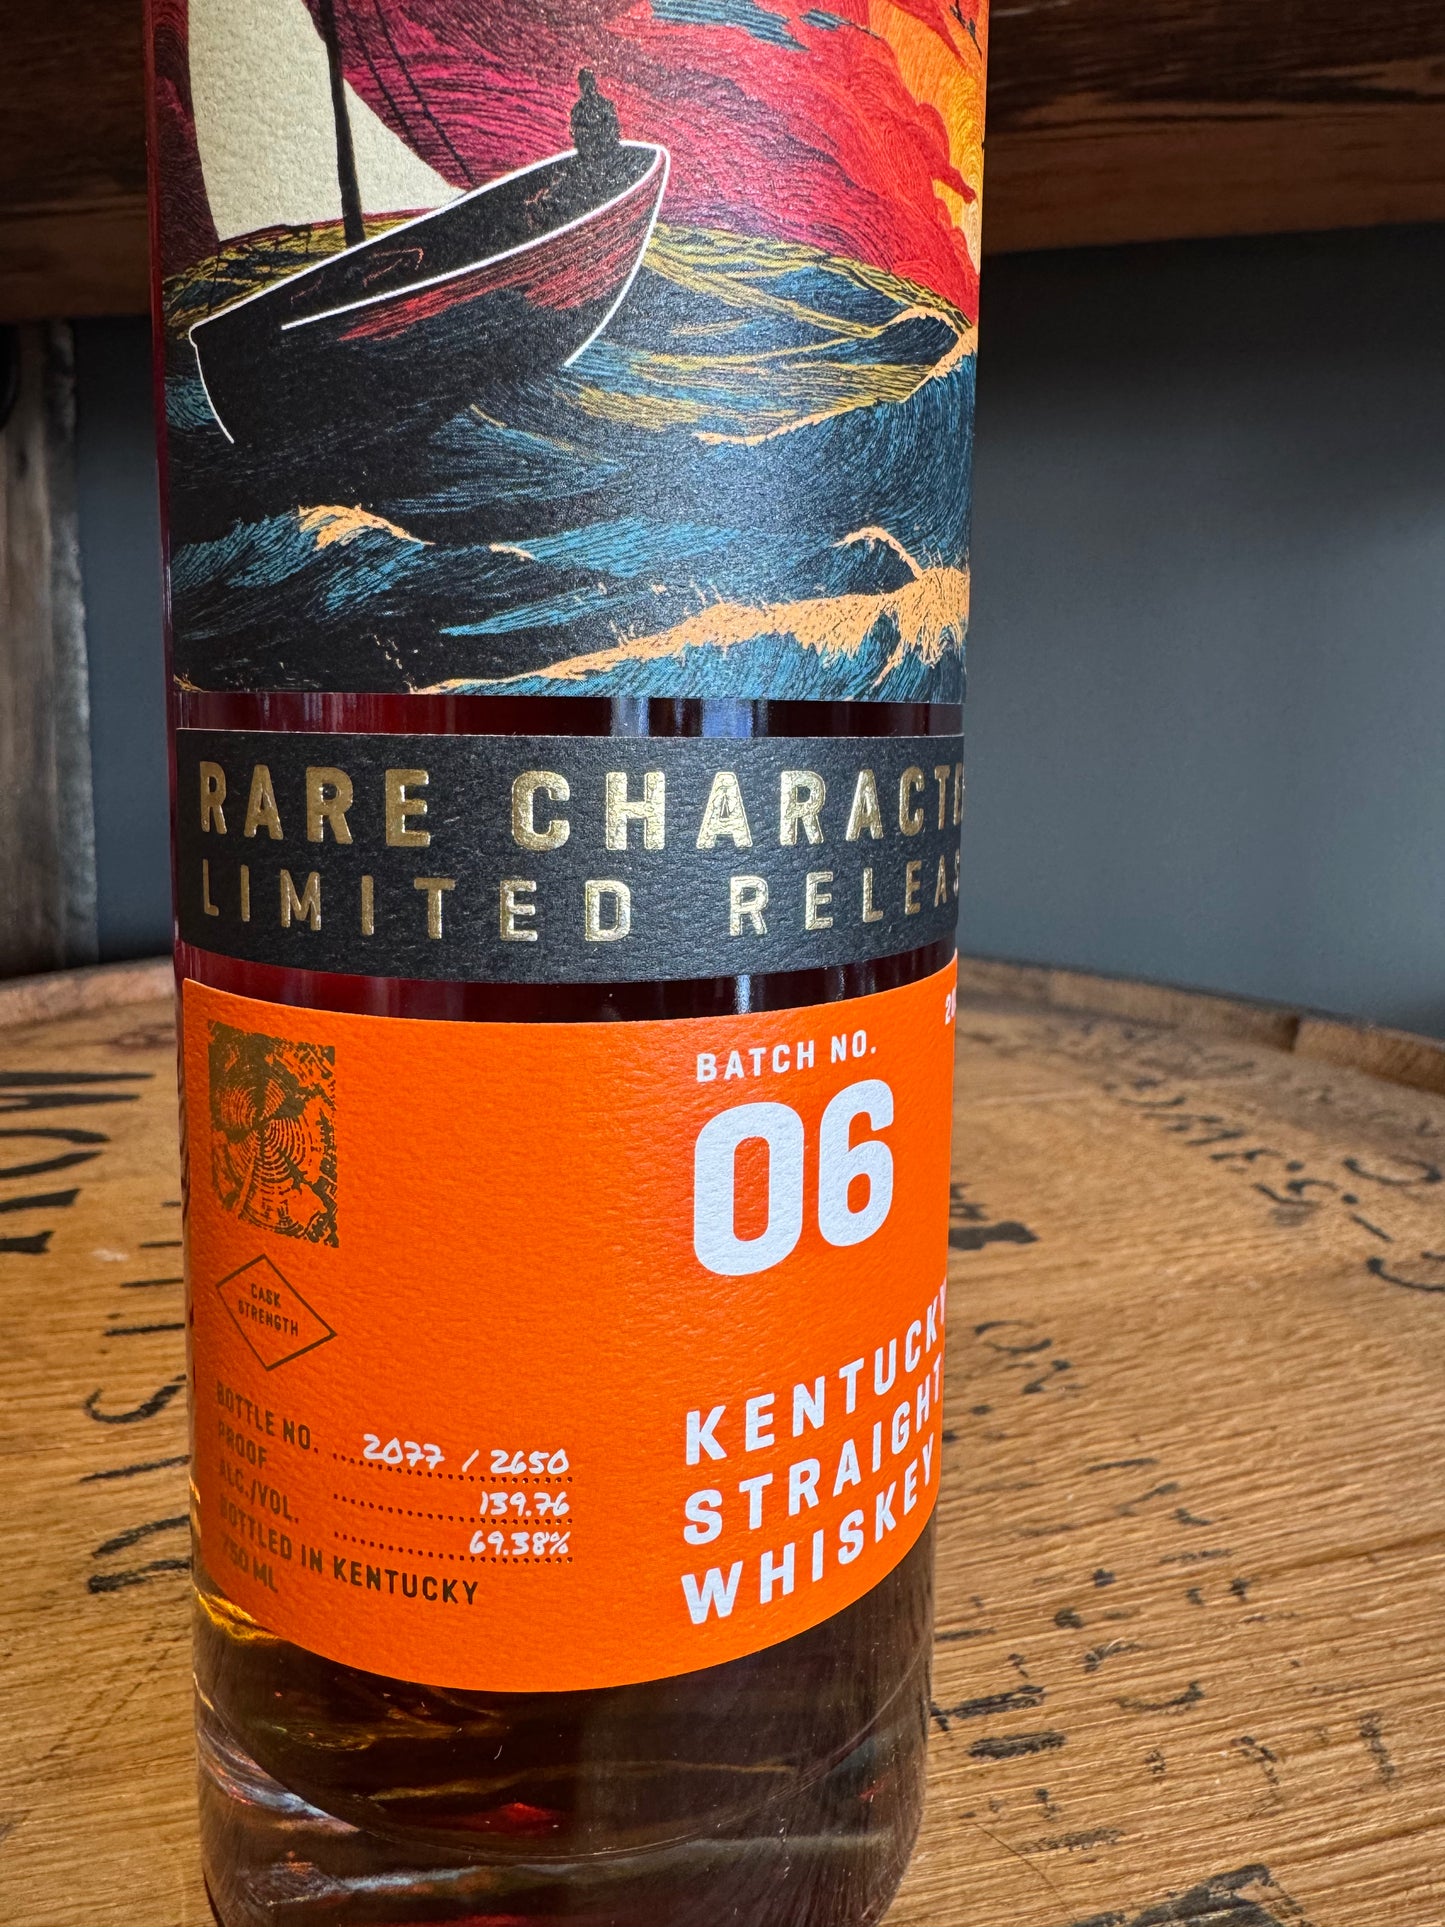 RARE CHARACTE
LIMITED RELEAS
BATCH NO.
06
CASK
STRENGTH
KENTUCKY
STRAIGHT
WHISKEY
BOTTLE NO. 2077 / 2650
PROOF 139.76
ALC./VOL. 69.38%
BOTTLED IN KENTUCKY
750 ML